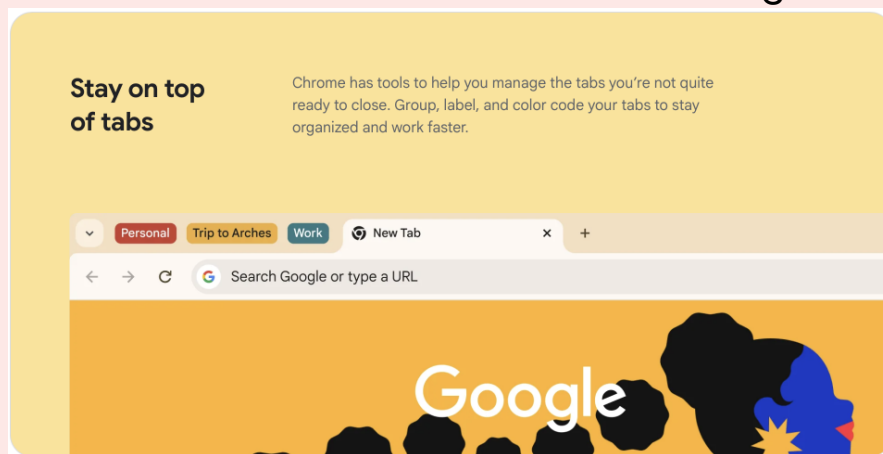 Stay on top
of tabs
Chrome has tools to help you manage the tabs you’re not quite
ready to close. Group, label, and color code your tabs to stay
organized and work faster.
Personal Trip to Arches Work New Tab
Search Google or type a URL
Google